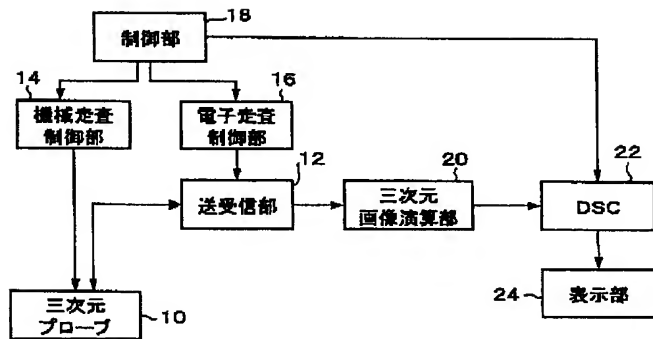 18
制御部
14
機械走査
制御部
16
電子走査
制御部
12
送受信部
20
三次元
画像演算部
22
DSC
三次元
プローブ
10
24
表示部